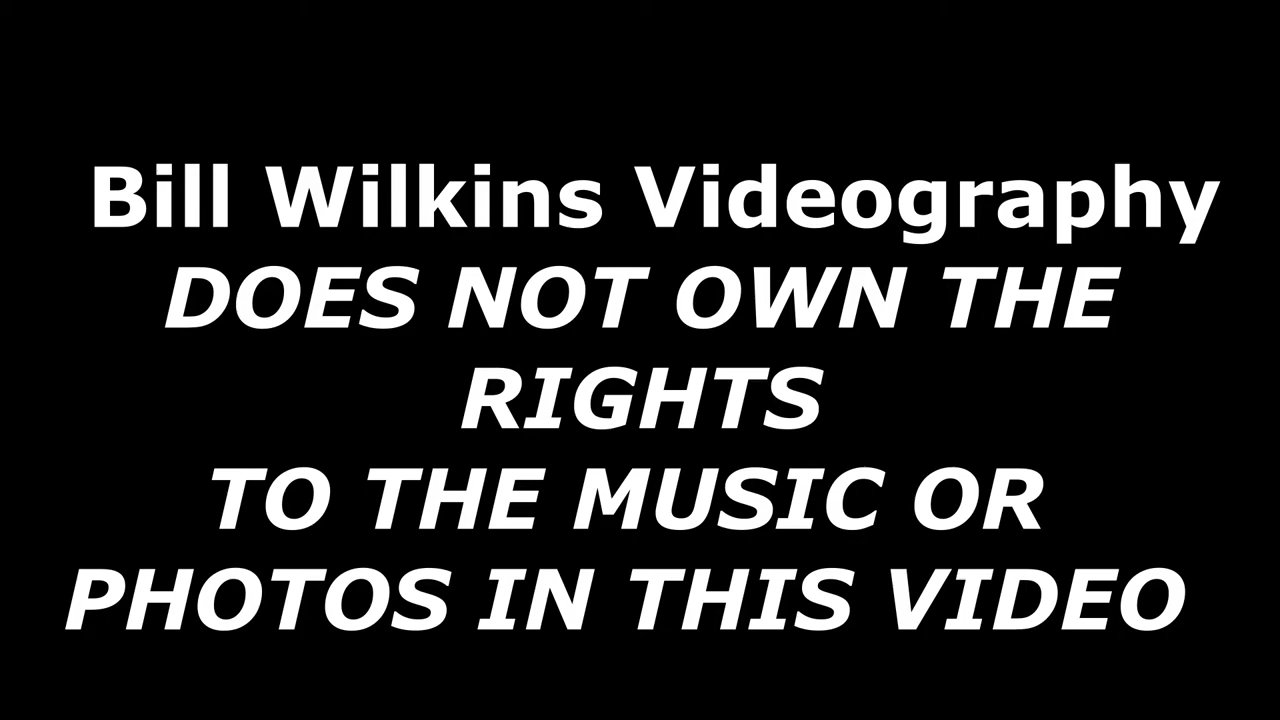 Bill Wilkins Videography
DOES NOT OWN THE
RIGHTS
TO THE MUSIC OR
PHOTOS IN THIS VIDEO